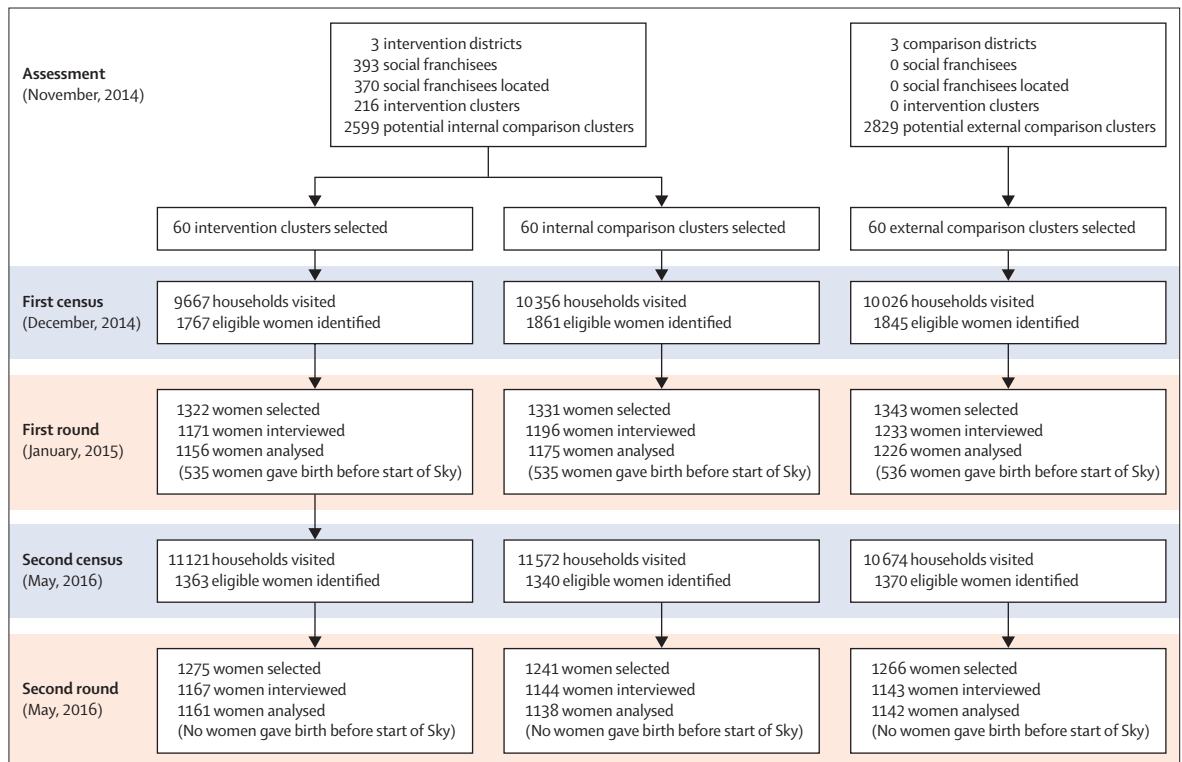 Assessment
(November, 2014)
3 intervention districts
393 social franchisees
370 social franchisees located
216 intervention clusters
2599 potential internal comparison clusters
3 comparison districts
0 social franchisees
0 social franchisees located
0 intervention clusters
2829 potential external comparison clusters
60 intervention clusters selected
60 internal comparison clusters selected
60 external comparison clusters selected
First census
(December, 2014)
9667 households visited
1767 eligible women identified
10 356 households visited
1861 eligible women identified
10 026 households visited
1845 eligible women identified
First round
(January, 2015)
1322 women selected
1171 women interviewed
1156 women analysed
(535 women gave birth before start of Sky)
1331 women selected
1196 women interviewed
1175 women analysed
(535 women gave birth before start of Sky)
1343 women selected
1233 women interviewed
1226 women analysed
(536 women gave birth before start of Sky)
Second census
(May, 2016)
11 121 households visited
1363 eligible women identified
11 572 households visited
1340 eligible women identified
10 674 households visited
1370 eligible women identified
Second round
(May, 2016)
1275 women selected
1167 women interviewed
1161 women analysed
(No women gave birth before start of Sky)
1241 women selected
1144 women interviewed
1138 women analysed
(No women gave birth before start of Sky)
1266 women selected
1143 women interviewed
1142 women analysed
(No women gave birth before start of Sky)